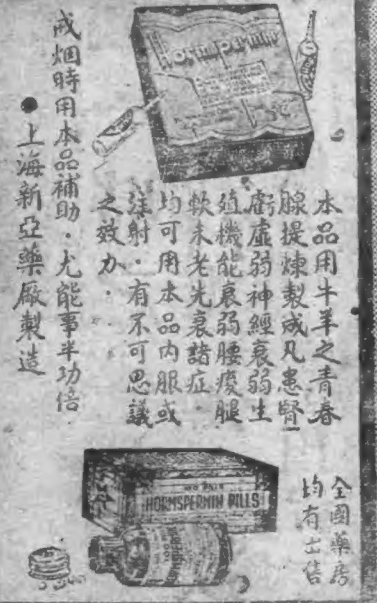 Hormspermin
本品用牛羊之青春
腺提煉製成凡患腎
虧虛弱神經衰弱生
殖機能衰弱腰痠腿
軟未老先衰諸症．
均可用本品內服或
注射．有不可思議
之效力．
戒烟時用本品補助．尤能事半功倍．
●上海新亞藥廠製造
全國藥房
均有出售
HORMSPERMIN PILLS